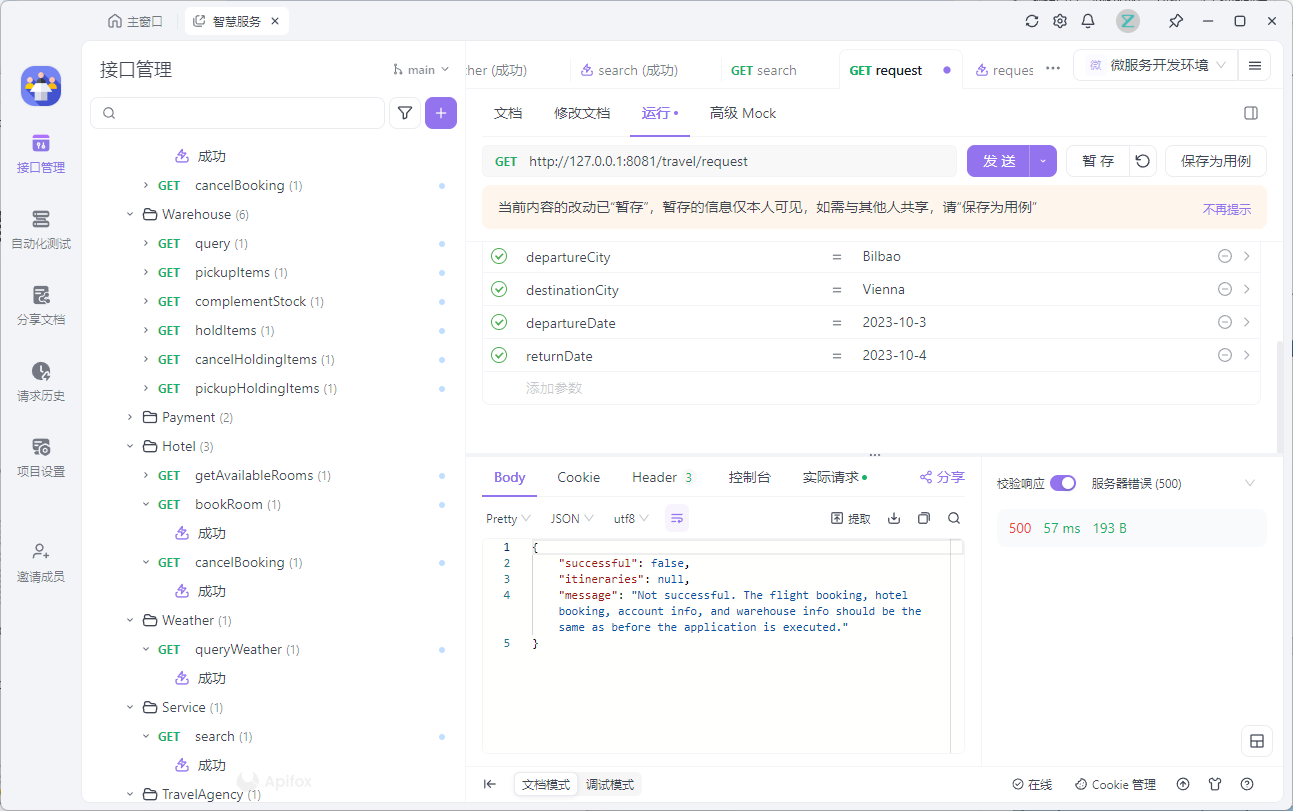 主窗口
智慧服务
接口管理
main
ther (成功)
search (成功)
GET search
GET request
reques
微 微服务开发环境
文档
修改文档
运行
高级 Mock
GET http://127.0.0.1:8081/travel/request
发 送
暂 存
保存为用例
当前内容的改动已“暂存”，暂存的信息仅本人可见，如需与其他人共享，请“保存为用例”
不再提示
接口管理
自动化测试
分享文档
请求历史
项目设置
邀请成员
成功
GET cancelBooking (1)
Warehouse (6)
GET query (1)
GET pickupItems (1)
GET complementStock (1)
GET holdItems (1)
GET cancelHoldingItems (1)
GET pickupHoldingItems (1)
Payment (2)
Hotel (3)
GET getAvailableRooms (1)
GET bookRoom (1)
成功
GET cancelBooking (1)
成功
Weather (1)
GET queryWeather (1)
成功
Service (1)
GET search (1)
成功
Apifox
TravelAgency (1)
departureCity = Bilbao
destinationCity = Vienna
departureDate = 2023-10-3
returnDate = 2023-10-4
添加参数
Body
Cookie
Header 3
控制台
实际请求
分享
Pretty
JSON
utf8
提取
1 {
2 "successful": false,
3 "itineraries": null,
4 "message": "Not successful. The flight booking, hotel
booking, account info, and warehouse info should be the
same as before the application is executed."
5 }
校验响应
服务器错误 (500)
500 57 ms 193 B
文档模式
调试模式
在线
Cookie 管理